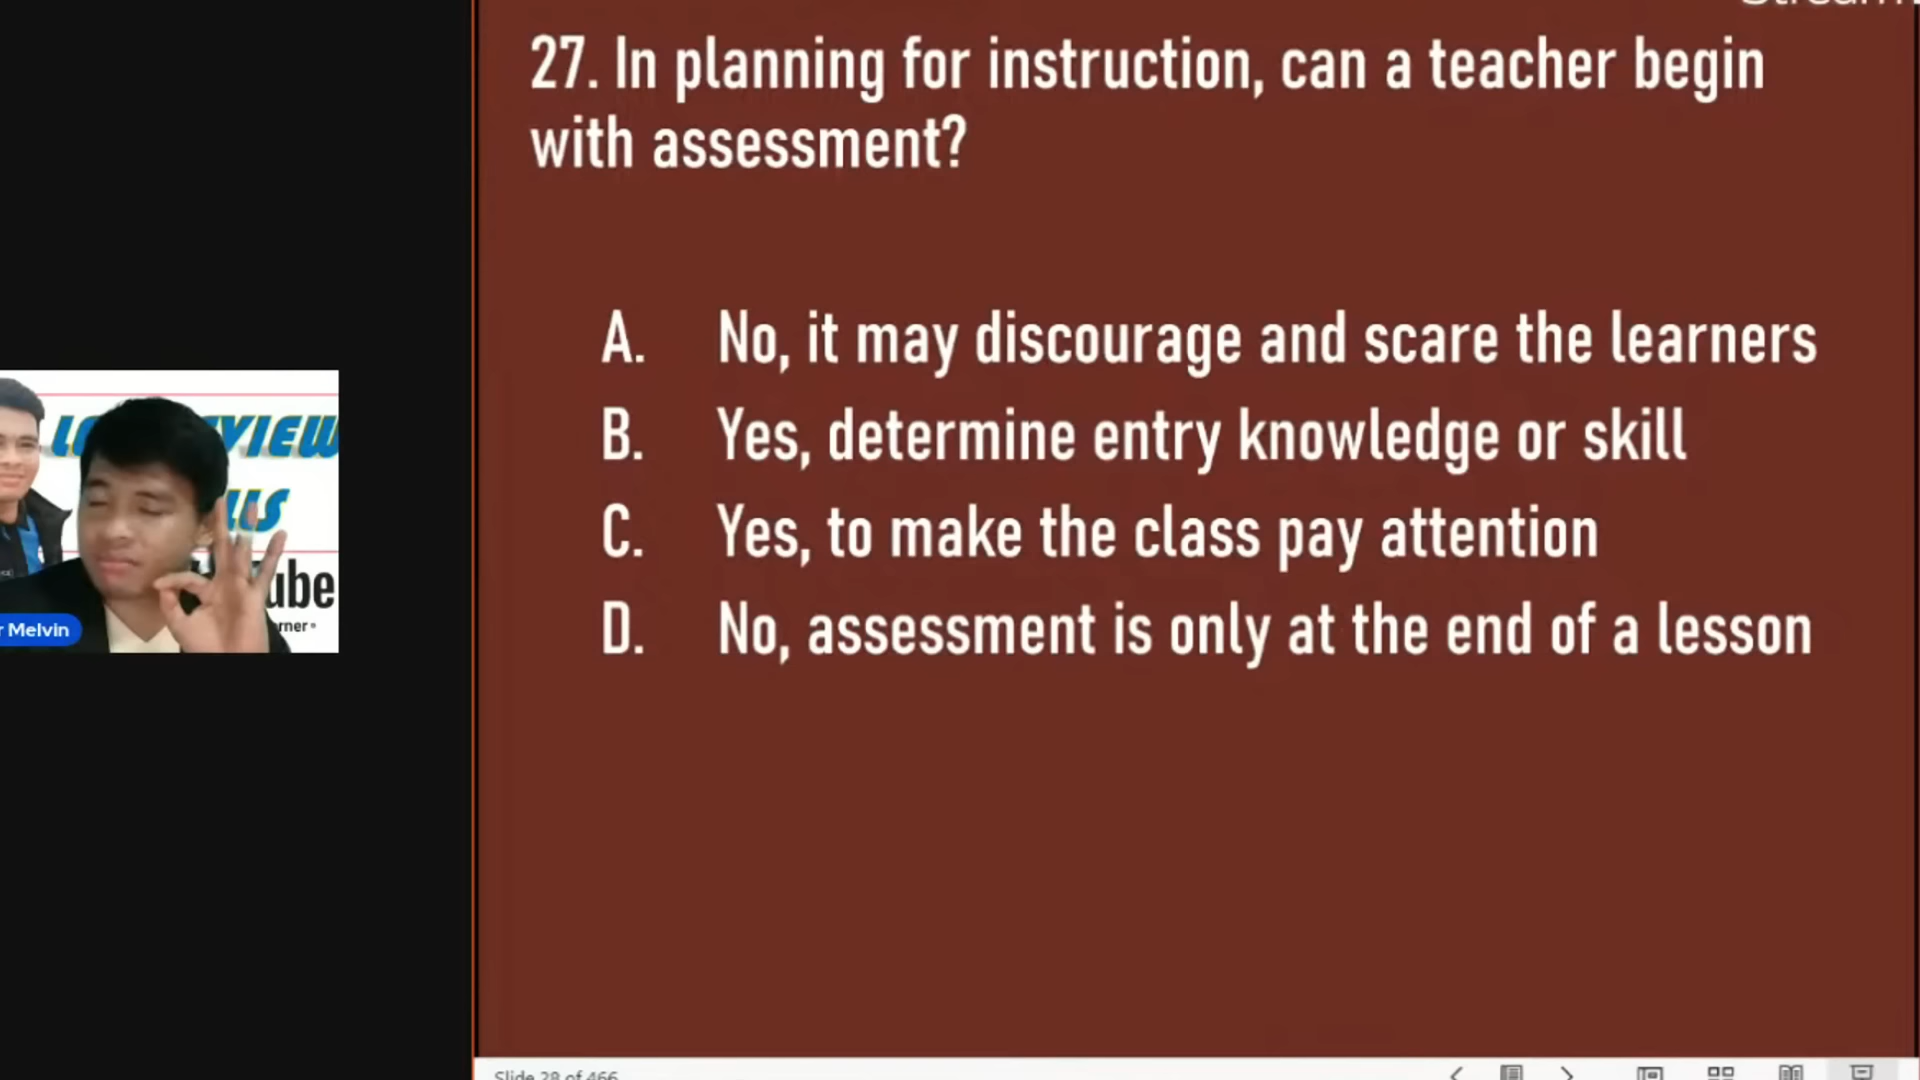 27. In planning for instruction, can a teacher begin
with assessment?
A. No, it may discourage and scare the learners
B. Yes, determine entry knowledge or skill
C. Yes, to make the class pay attention
D. No, assessment is only at the end of a lesson
Melvin
Slide 28 of 466